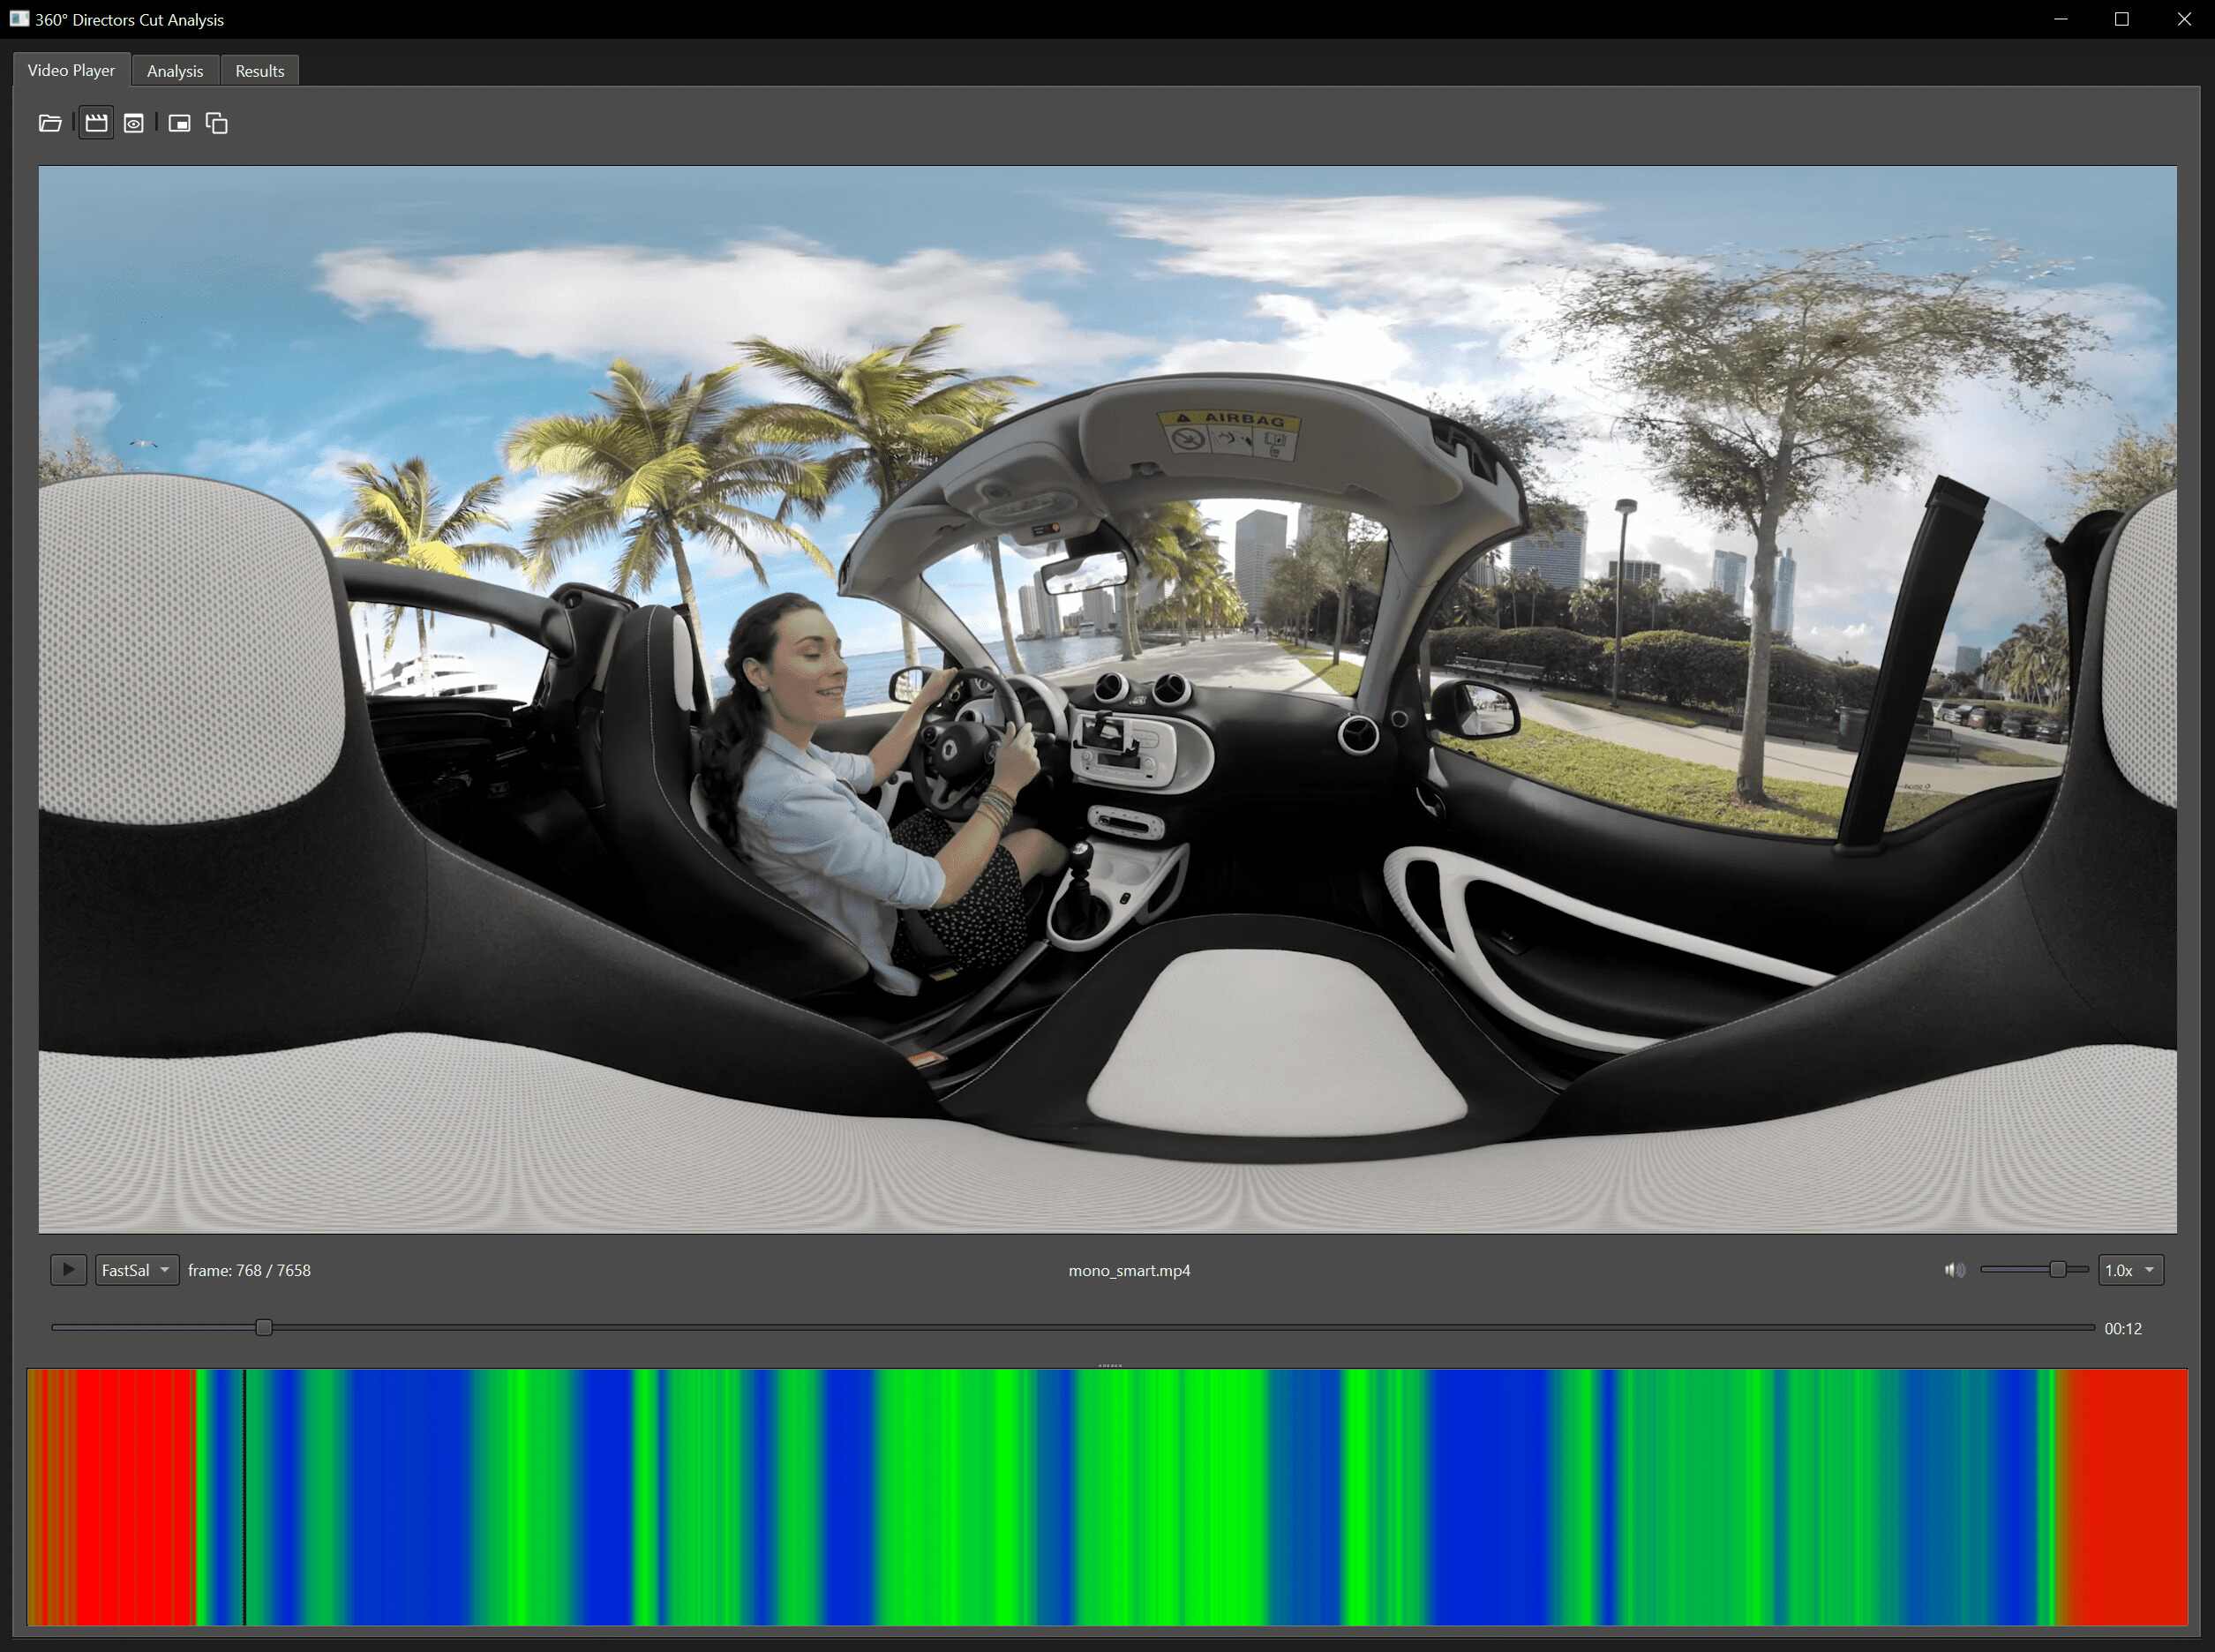 360° Directors Cut Analysis
Video Player Analysis Results
AIRBAG
FastSal frame: 768 / 7658 mono_smart.mp4 1.0x
00:12